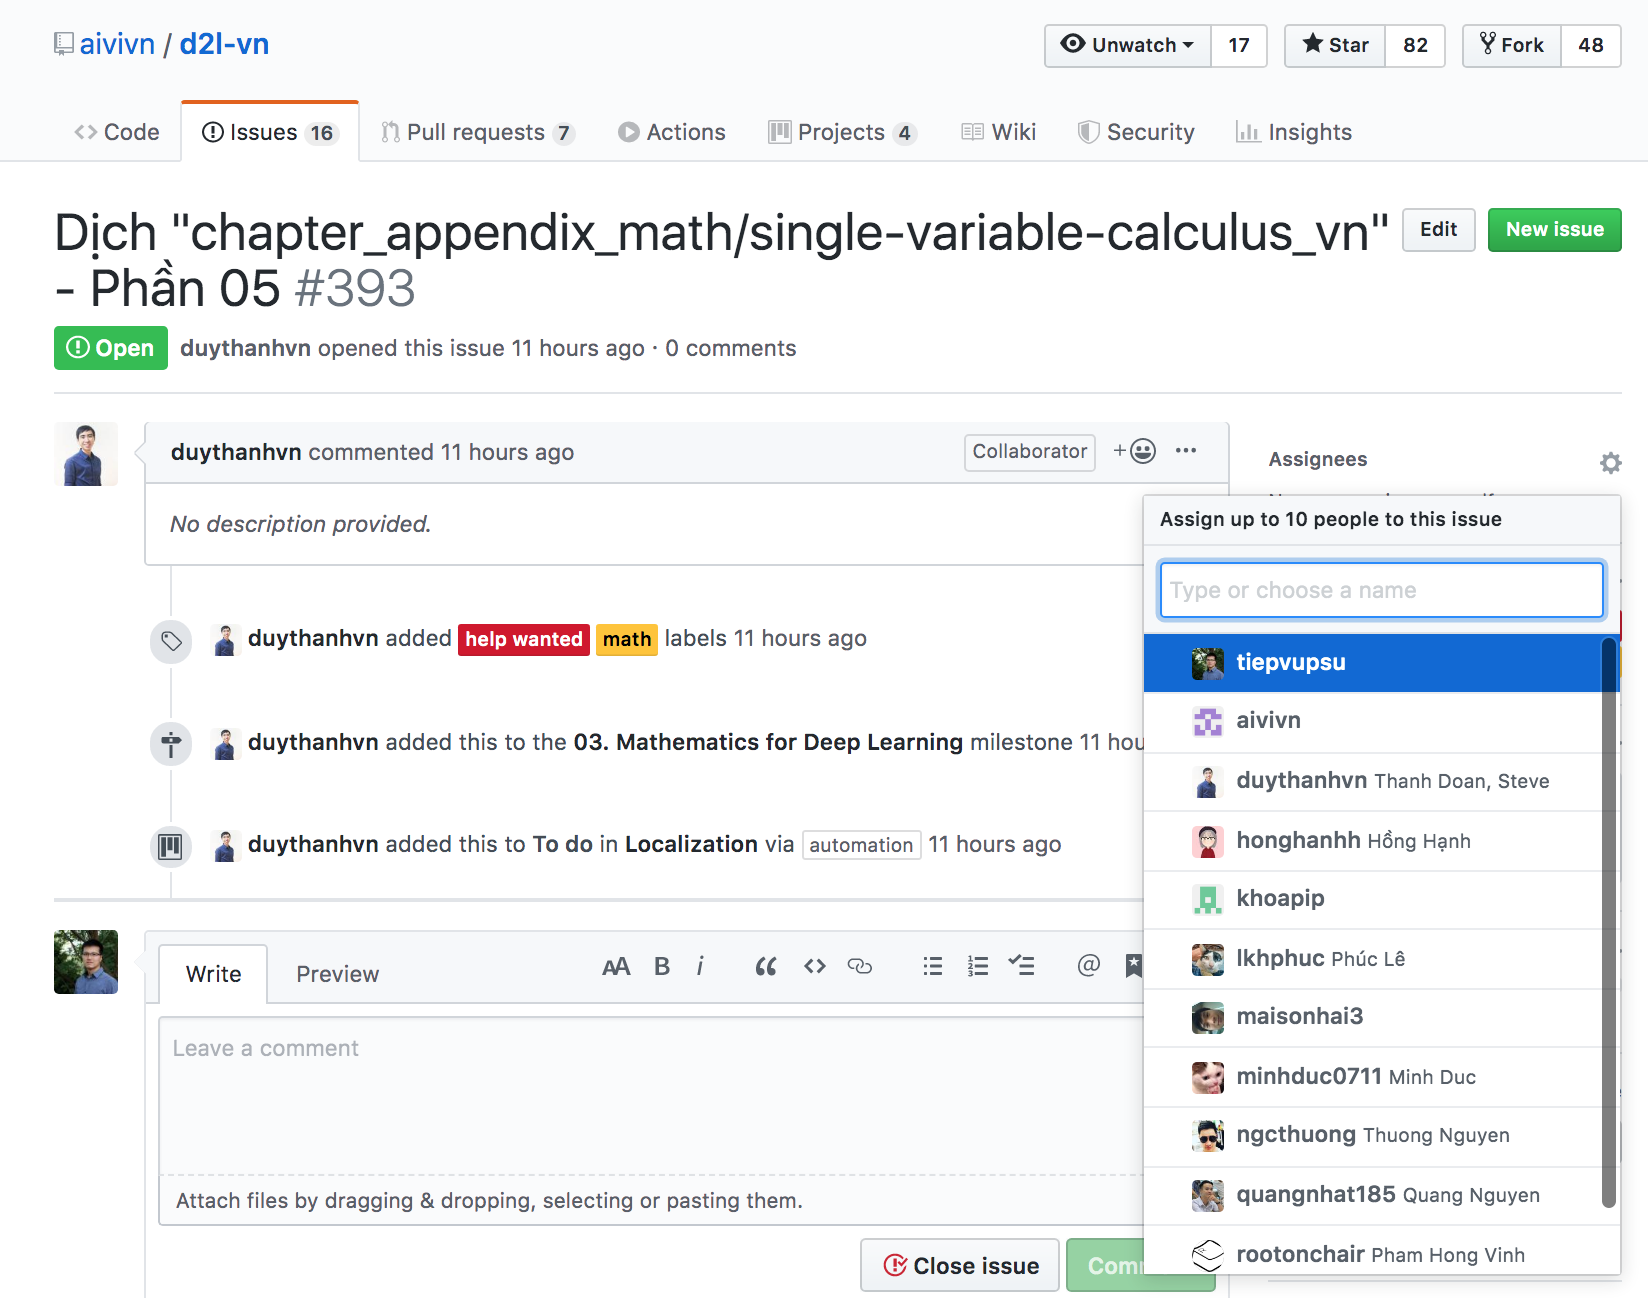 aivivn / d2l-vn
Unwatch 17
Star 82
Fork 48
Code
Issues 16
Pull requests 7
Actions
Projects 4
Wiki
Security
Insights
Dịch "chapter_appendix_math/single-variable-calculus_vn"
- Phần 05 #393
Edit
New issue
Open duythanhvn opened this issue 11 hours ago · 0 comments
duythanhvn commented 11 hours ago
Collaborator
No description provided.
duythanhvn added help wanted math labels 11 hours ago
duythanhvn added this to the 03. Mathematics for Deep Learning milestone 11 hou
duythanhvn added this to To do in Localization via automation 11 hours ago
Write
Preview
AA B i
@
Leave a comment
Attach files by dragging & dropping, selecting or pasting them.
Close issue
Com
Assignees
Assign up to 10 people to this issue
Type or choose a name
tiepvupsu
aivivn
duythanhvn Thanh Doan, Steve
honghanhh Hồng Hạnh
khoapip
lkhphuc Phúc Lê
maisonhai3
minhduc0711 Minh Duc
ngcthuong Thuong Nguyen
quangnhat185 Quang Nguyen
rootonchair Pham Hong Vinh